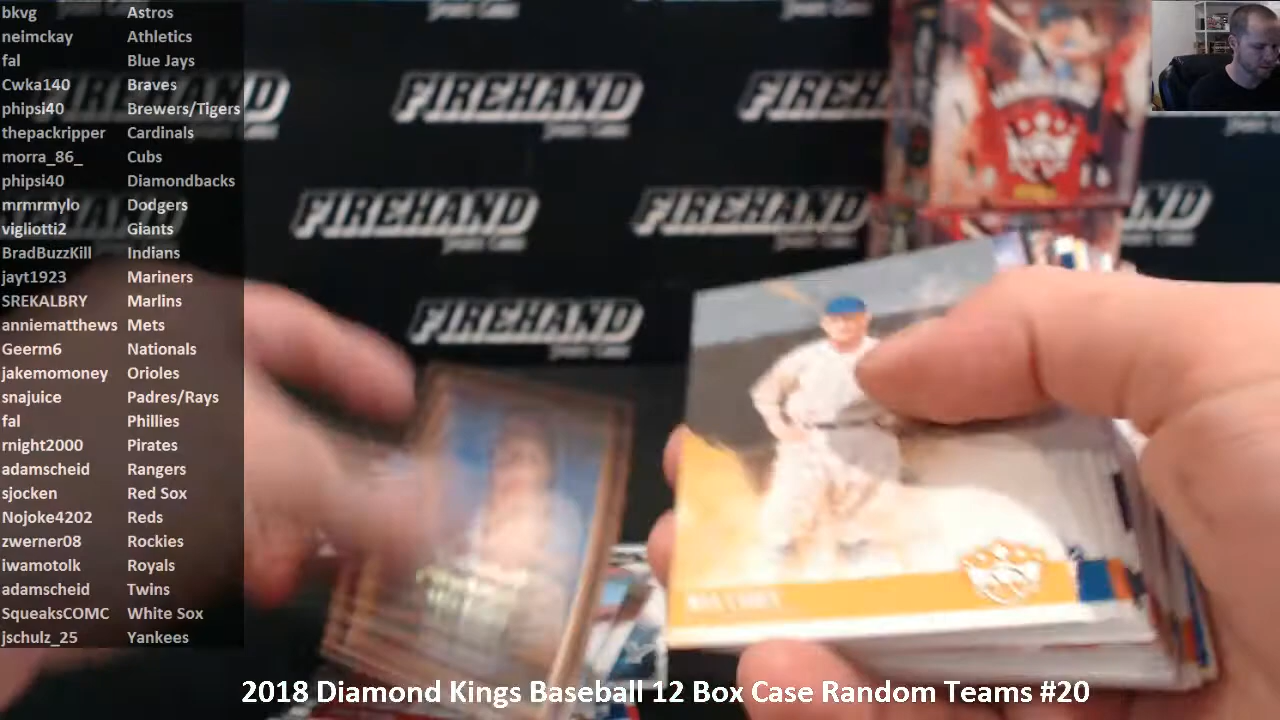 bkvg Astros
neimckay Athletics
fal Blue Jays
Cwka140 Braves
phipsi40 Brewers/Tigers
thepackripper Cardinals
morra_86_ Cubs
phipsi40 Diamondbacks
mrmrmylo Dodgers
vigliotti2 Giants
BradBuzzKill Indians
jayt1923 Mariners
SREKALBRY Marlins
anniematthews Mets
Geerm6 Nationals
jakemomoney Orioles
snajuice Padres/Rays
fal Phillies
rnight2000 Pirates
adamscheid Rangers
sjocken Red Sox
Nojoke4202 Reds
zwerner08 Rockies
iwamotolk Royals
adamscheid Twins
SqueaksCOMC White Sox
jschulz_25 Yankees
FIREHAND
FIREHAND
FIREHAND
FIREHAND
FIREHAND
2018 Diamond Kings Baseball 12 Box Case Random Teams #20